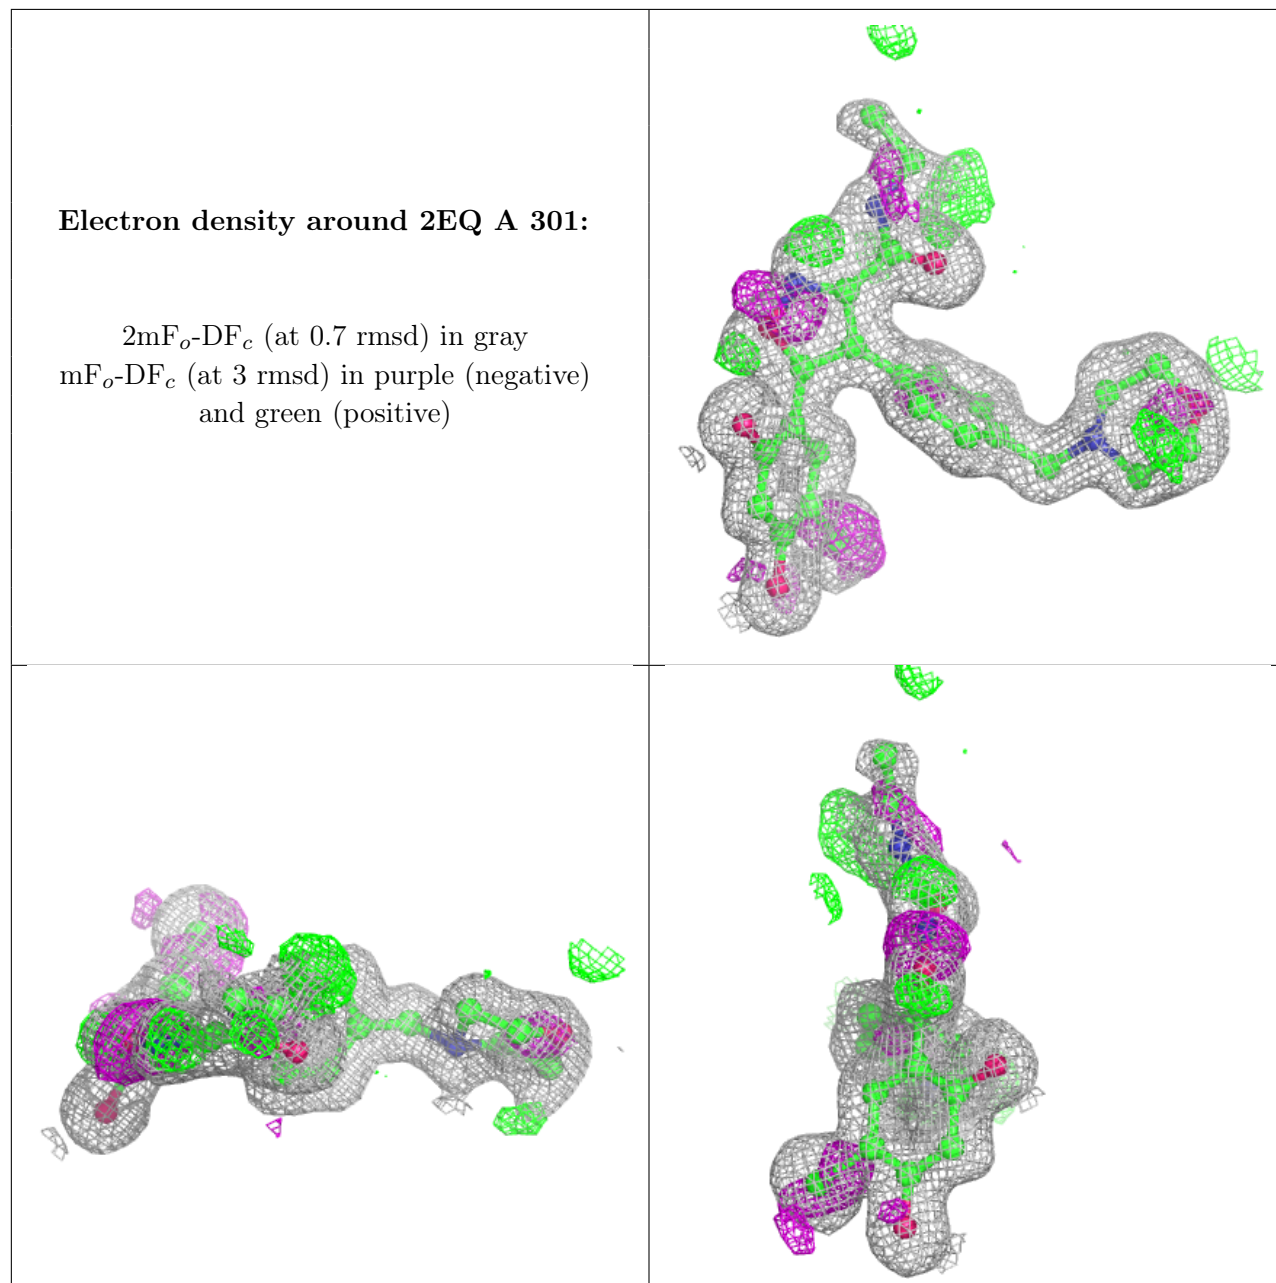 Electron density around 2EQ A 301:
2mFo-DFc (at 0.7 rmsd) in gray
mFo-DFc (at 3 rmsd) in purple (negative)
and green (positive)